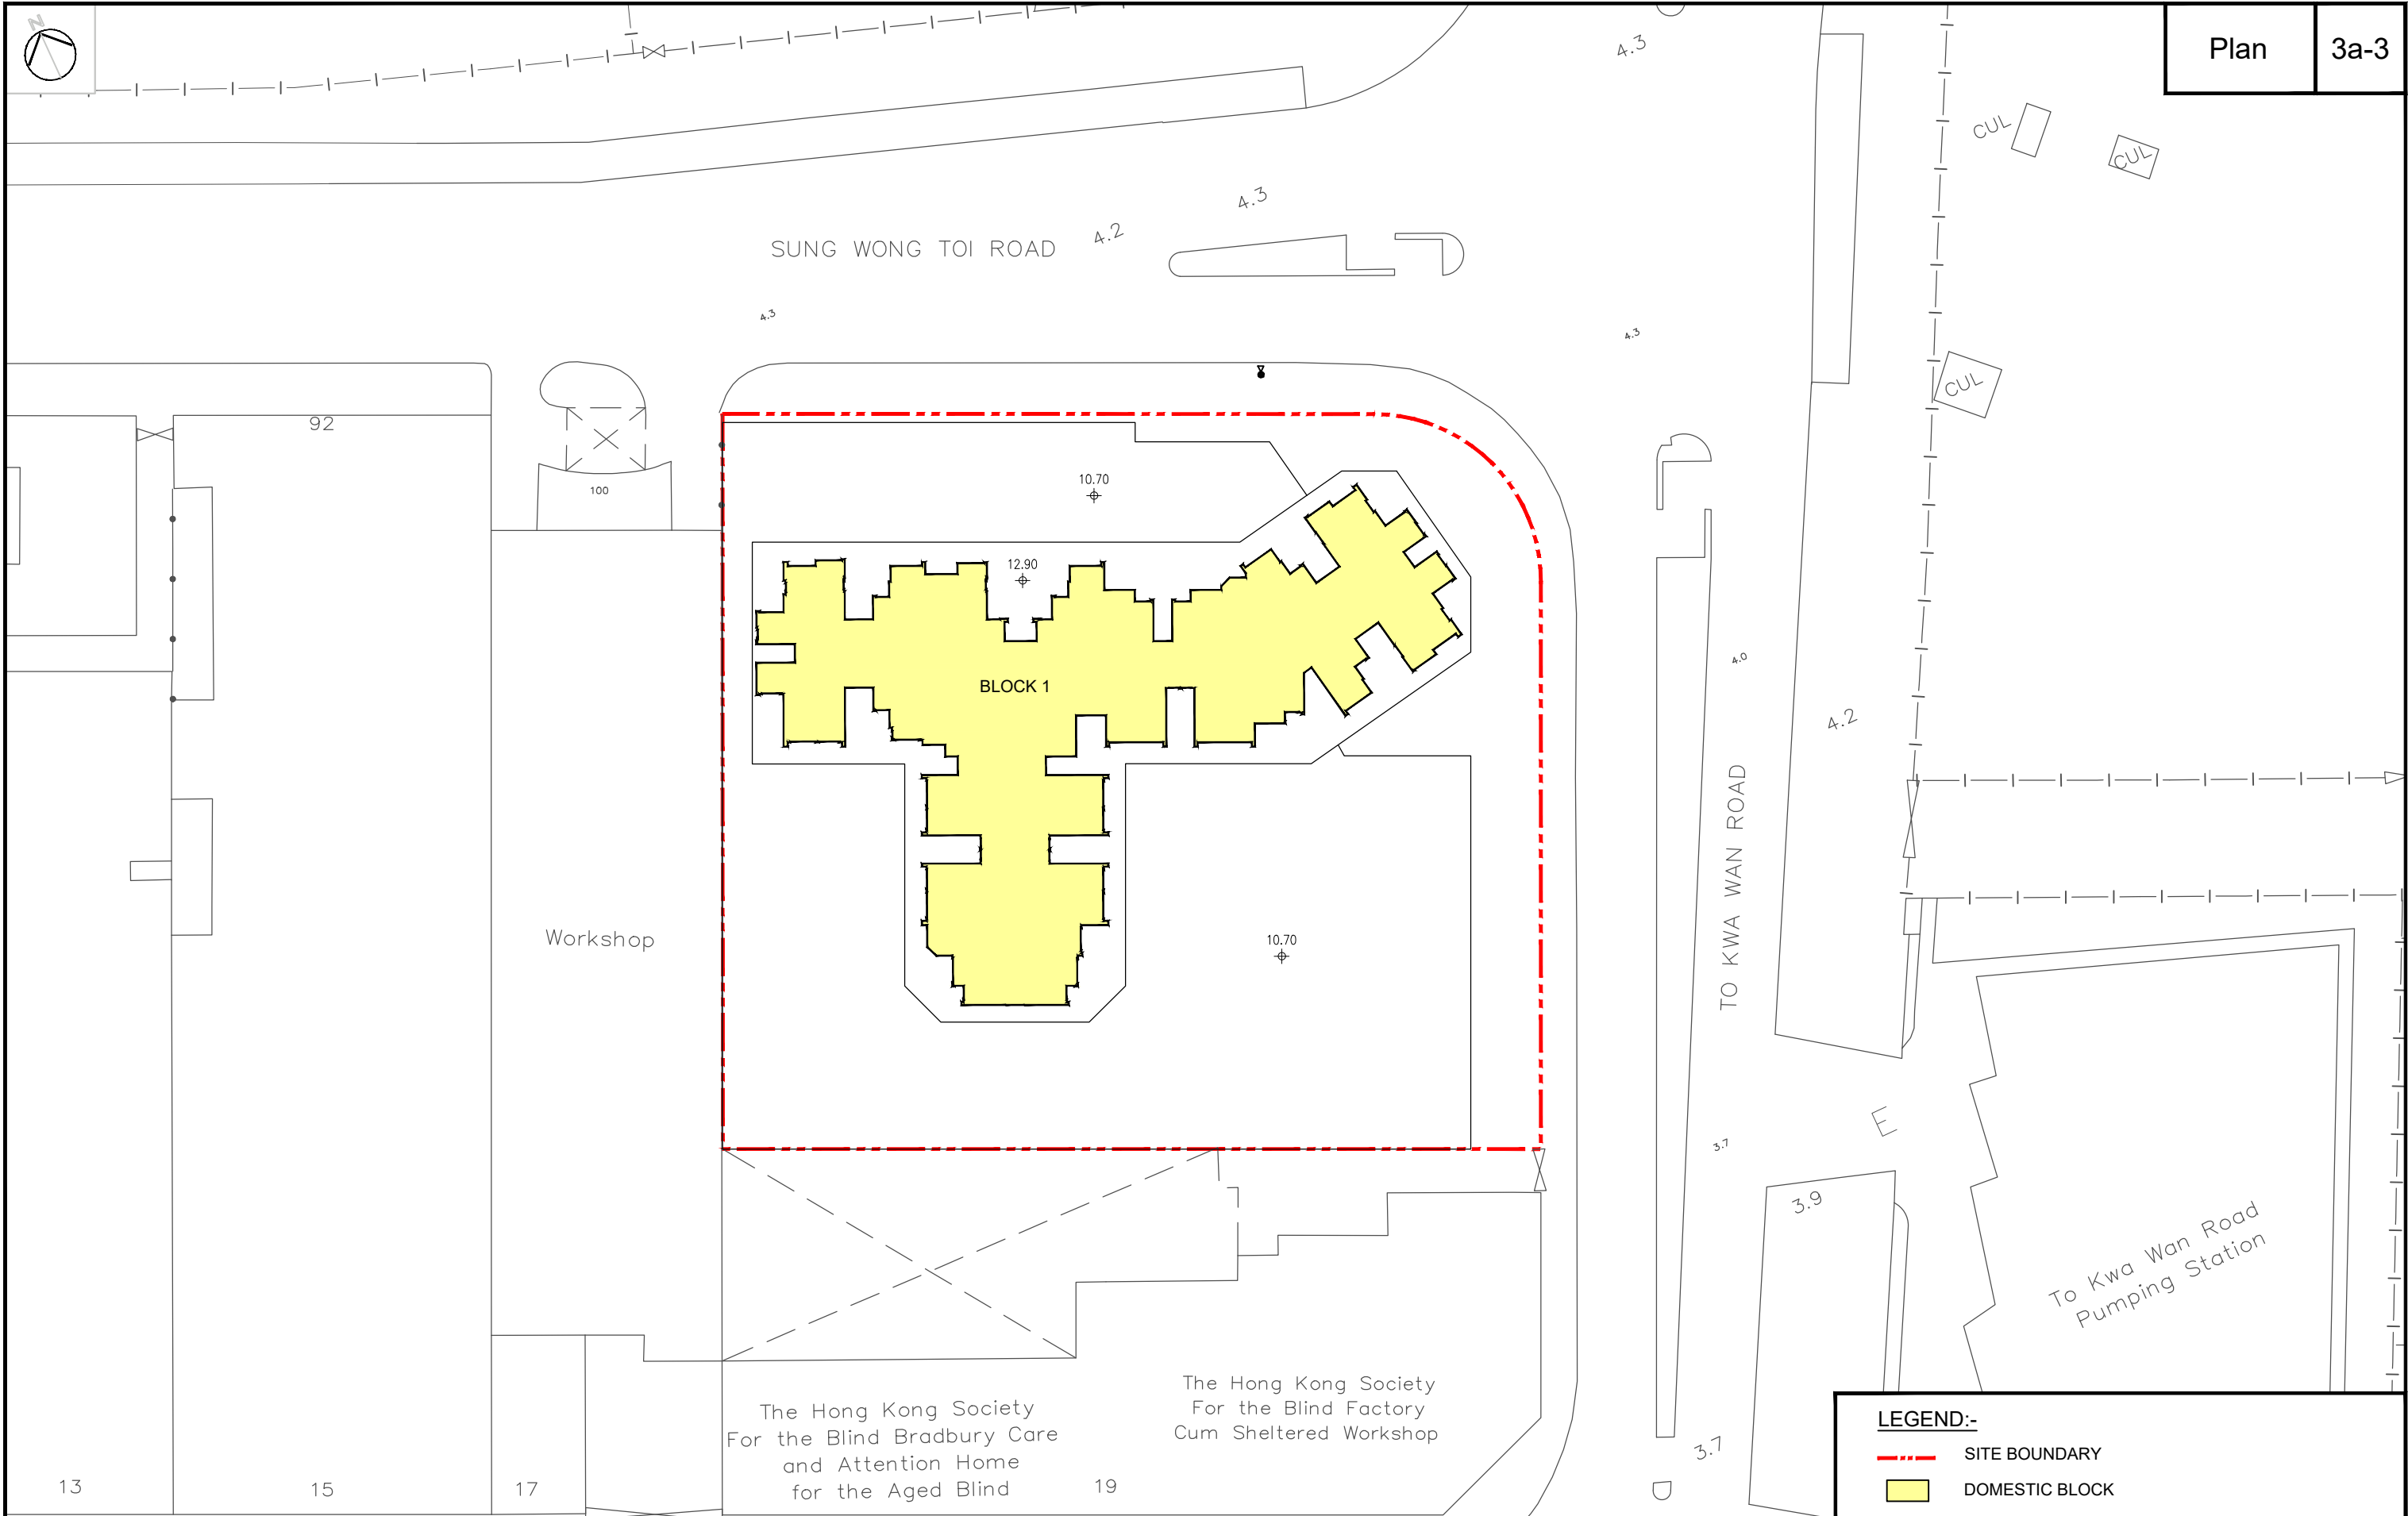 N
Plan
3a-3
4.3
CUL
CUL
4.3
4.2
SUNG WONG TOI ROAD
4.3
4.3
CUL
92
100
10.70
12.90
BLOCK 1
4.0
4.2
TO KWA WAN ROAD
Workshop
10.70
E
3.7
3.9
To Kwa Wan Road
Pumping Station
The Hong Kong Society
For the Blind Bradbury Care
and Attention Home
for the Aged Blind
The Hong Kong Society
For the Blind Factory
Cum Sheltered Workshop
3.7
13
15
17
19
LEGEND:-
SITE BOUNDARY
DOMESTIC BLOCK